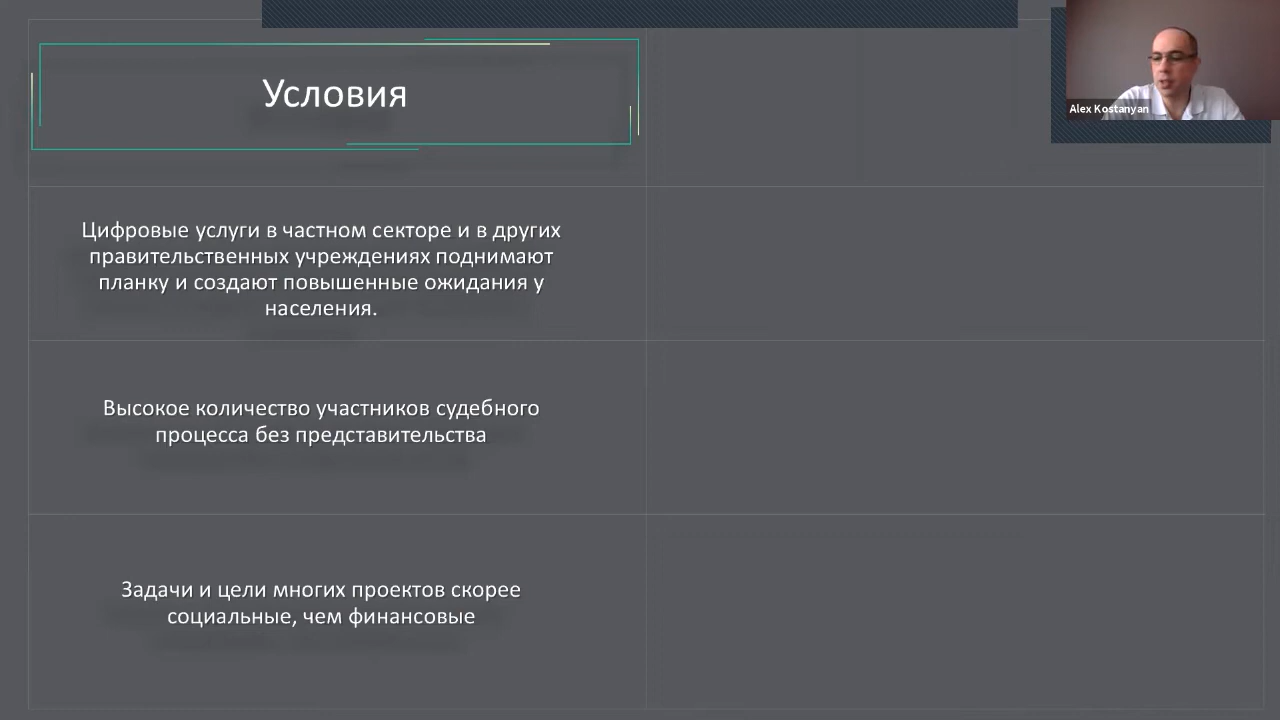 Условия
Alex Kostanyan
Цифровые услуги в частном секторе и в других
правительственных учреждениях поднимают
планку и создают повышенные ожидания у
населения.
Высокое количество участников судебного
процесса без представительства
Задачи и цели многих проектов скорее
социальные, чем финансовые